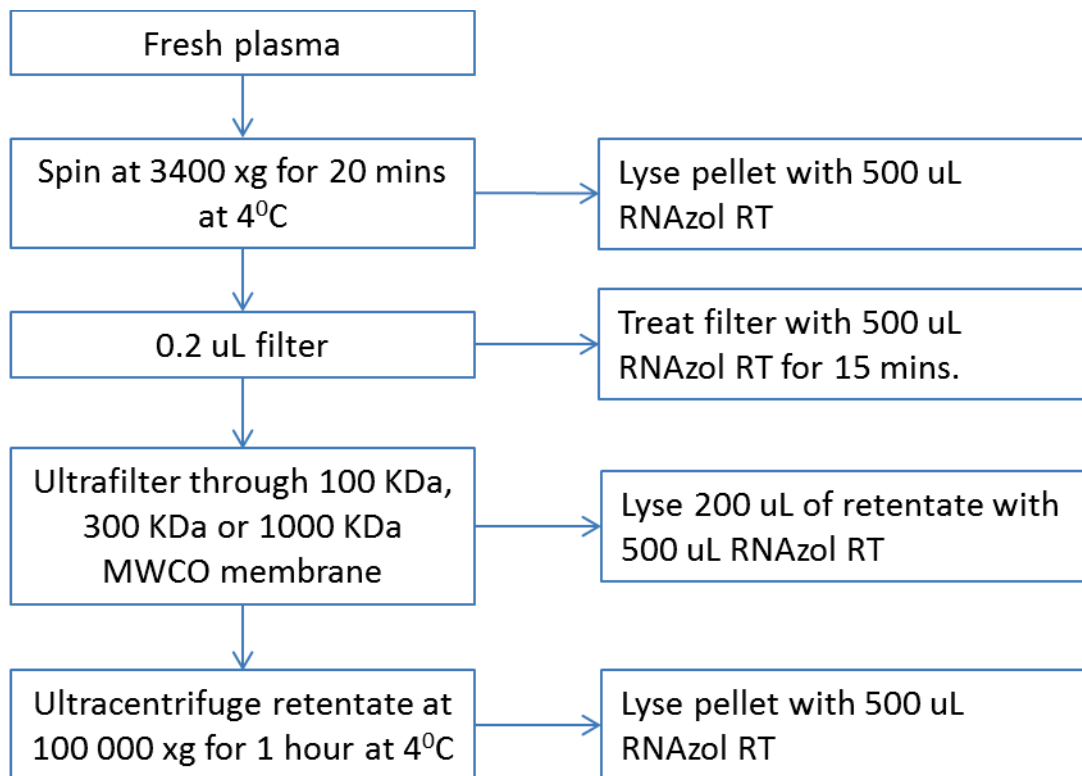 Fresh plasma
Spin at 3400 xg for 20 mins
at 4⁰C
Lyse pellet with 500 uL
RNAzol RT
0.2 uL filter
Treat filter with 500 uL
RNAzol RT for 15 mins.
Ultrafilter through 100 KDa,
300 KDa or 1000 KDa
MWCO membrane
Lyse 200 uL of retentate with
500 uL RNAzol RT
Ultracentrifuge retentate at
100 000 xg for 1 hour at 4⁰C
Lyse pellet with 500 uL
RNAzol RT